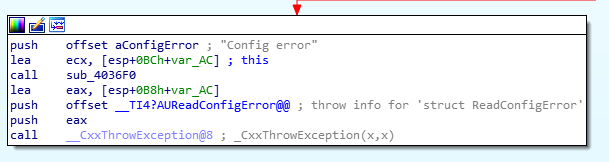 push    offset aConfigError ; "Config error"
lea     ecx, [esp+0BCh+var_AC] ; this
call    sub_4036F0
lea     eax, [esp+0B8h+var_AC]
push    offset __TI4?AUReadConfigError@@ ; throw info for 'struct ReadConfigError'
push    eax
call    __CxxThrowException@8 ; _CxxThrowException(x,x)